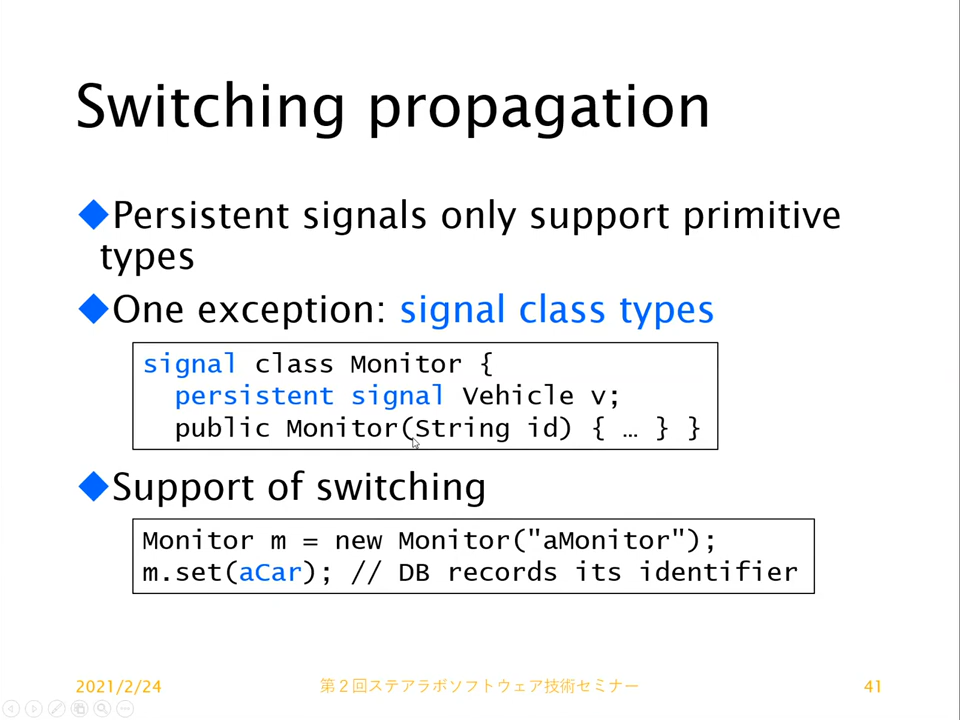 Switching propagation
◆Persistent signals only support primitive
types
◆One exception: signal class types
signal class Monitor {
persistent signal Vehicle v;
public Monitor(String id) { … } }
◆Support of switching
Monitor m = new Monitor("aMonitor");
m.set(aCar); // DB records its identifier
2021/2/24
第２回ステアラボソフトウェア技術セミナー
41